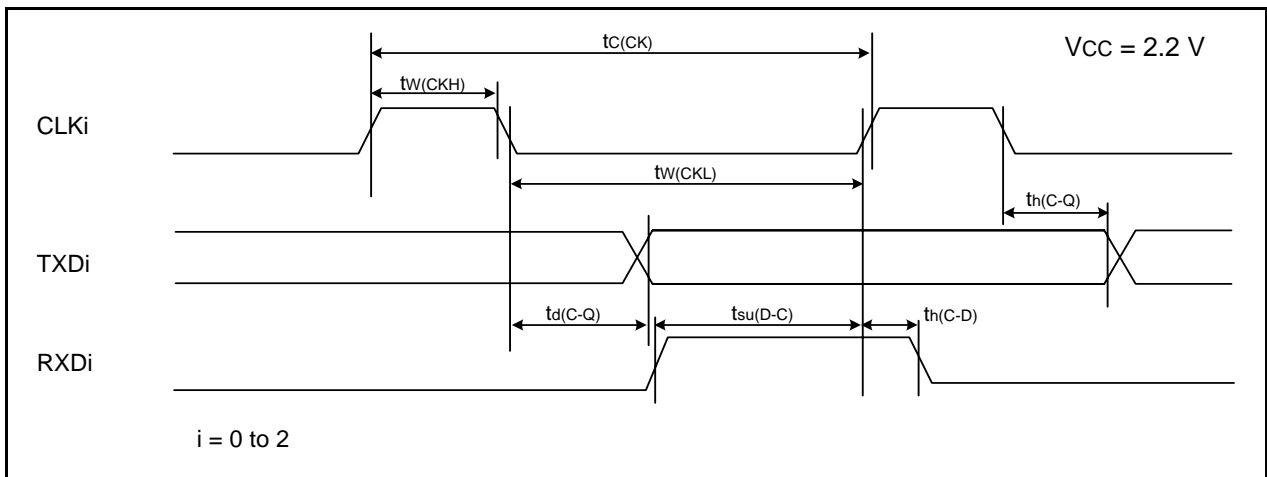 tC(CK)
VCC = 2.2 V
tW(CKH)
CLKi
tW(CKL)
th(C-Q)
TXDi
td(C-Q)
tsu(D-C)
th(C-D)
RXDi
i = 0 to 2